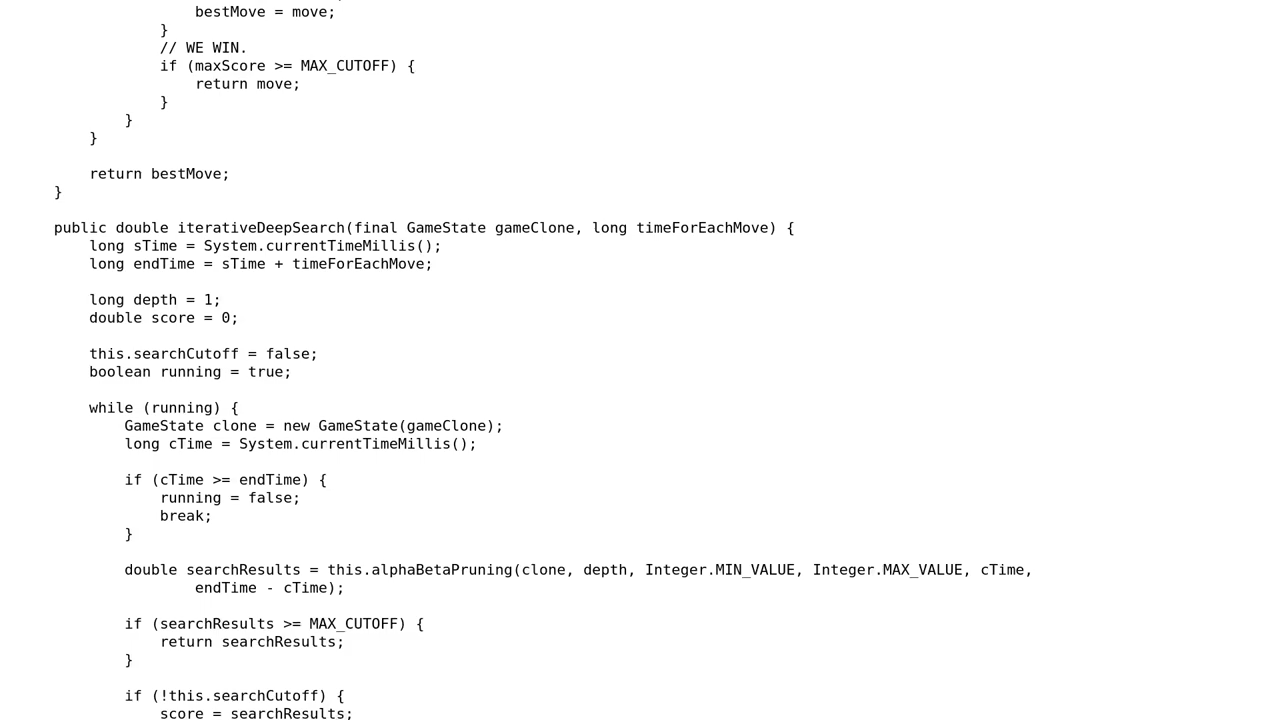 bestMove = move;
}
// WE WIN.
if (maxScore >= MAX_CUTOFF) {
return move;
}
}
}
return bestMove;
}
public double iterativeDeepSearch(final GameState gameClone, long timeForEachMove) {
long sTime = System.currentTimeMillis();
long endTime = sTime + timeForEachMove;
long depth = 1;
double score = 0;
this.searchCutoff = false;
boolean running = true;
while (running) {
GameState clone = new GameState(gameClone);
long cTime = System.currentTimeMillis();
if (cTime >= endTime) {
running = false;
break;
}
double searchResults = this.alphaBetaPruning(clone, depth, Integer.MIN_VALUE, Integer.MAX_VALUE, cTime,
endTime - cTime);
if (searchResults >= MAX_CUTOFF) {
return searchResults;
}
if (!this.searchCutoff) {
score = searchResults;